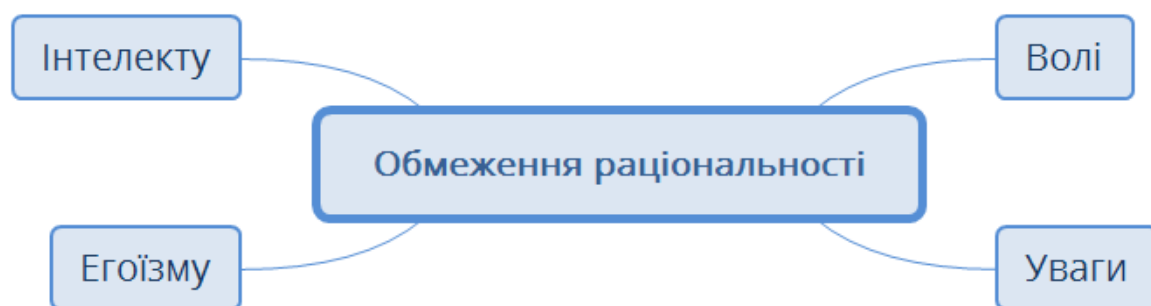 Інтелекту
Волі
Обмеження раціональності
Егоїзму
Уваги